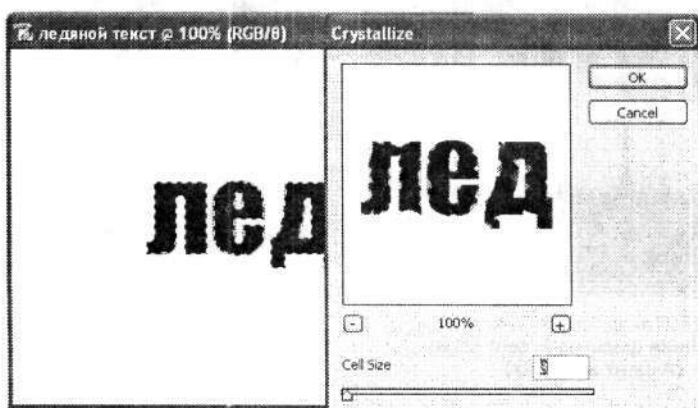 ледяной текст @ 100% (RGB/8)
Crystallize
OK
Cancel
лед
лед
100%
Cell Size